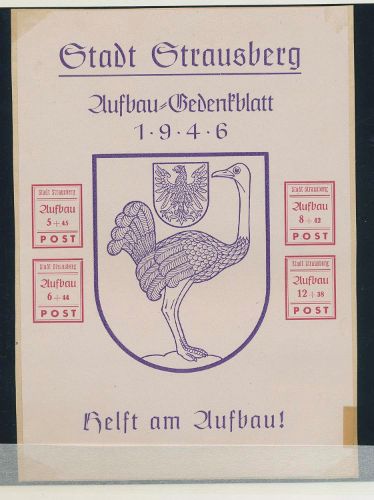 Stadt Strausberg
Aufbau=Gedenkblatt
1·9·4·6
Stadt Strausberg
Aufbau
5+45
POST
Stadt Strausberg
Aufbau
6+44
POST
Stadt Strausberg
Aufbau
8+42
POST
Stadt Strausberg
Aufbau
12+38
POST
Helft am Aufbau!